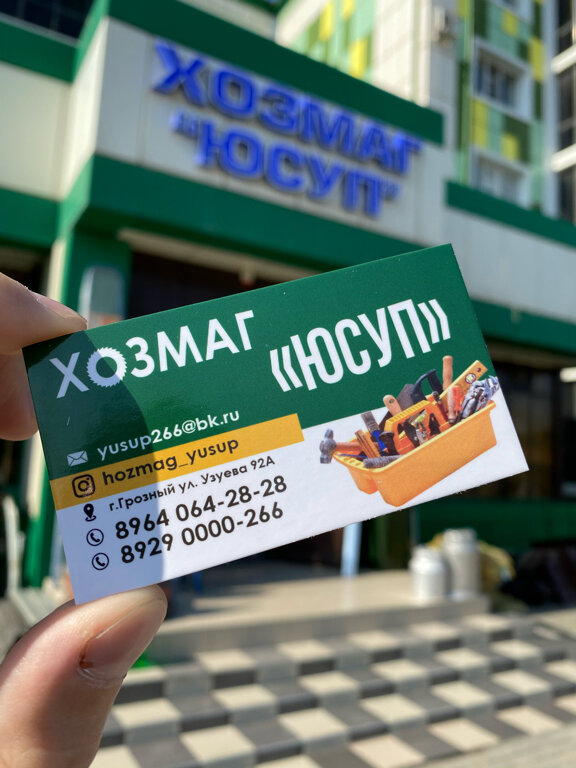 ХОЗМАГ
"ЮСУП"
ХОЗМАГ
«ЮСУП»
yusup266@bk.ru
hozmag_yusup
г.Грозный ул. Узуева 92А
8964 064-28-28
8929 0000-266